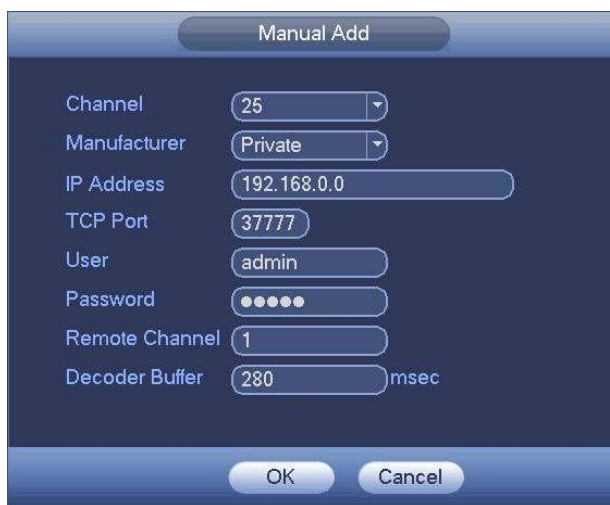 Manual Add
Channel 25
Manufacturer Private
IP Address 192.168.0.0
TCP Port 37777
User admin
Password ●●●●●
Remote Channel 1
Decoder Buffer 280 msec
OK Cancel